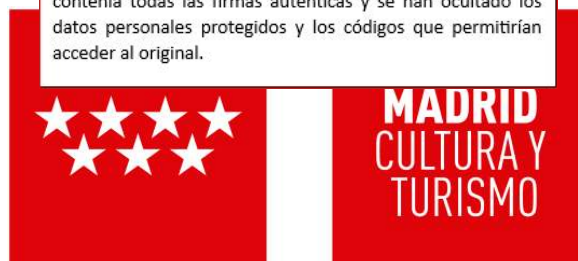 contenía todas las firmas auténticas y se han ocultado los
datos personales protegidos y los códigos que permitirían
acceder al original.
MADRID
CULTURA Y
TURISMO